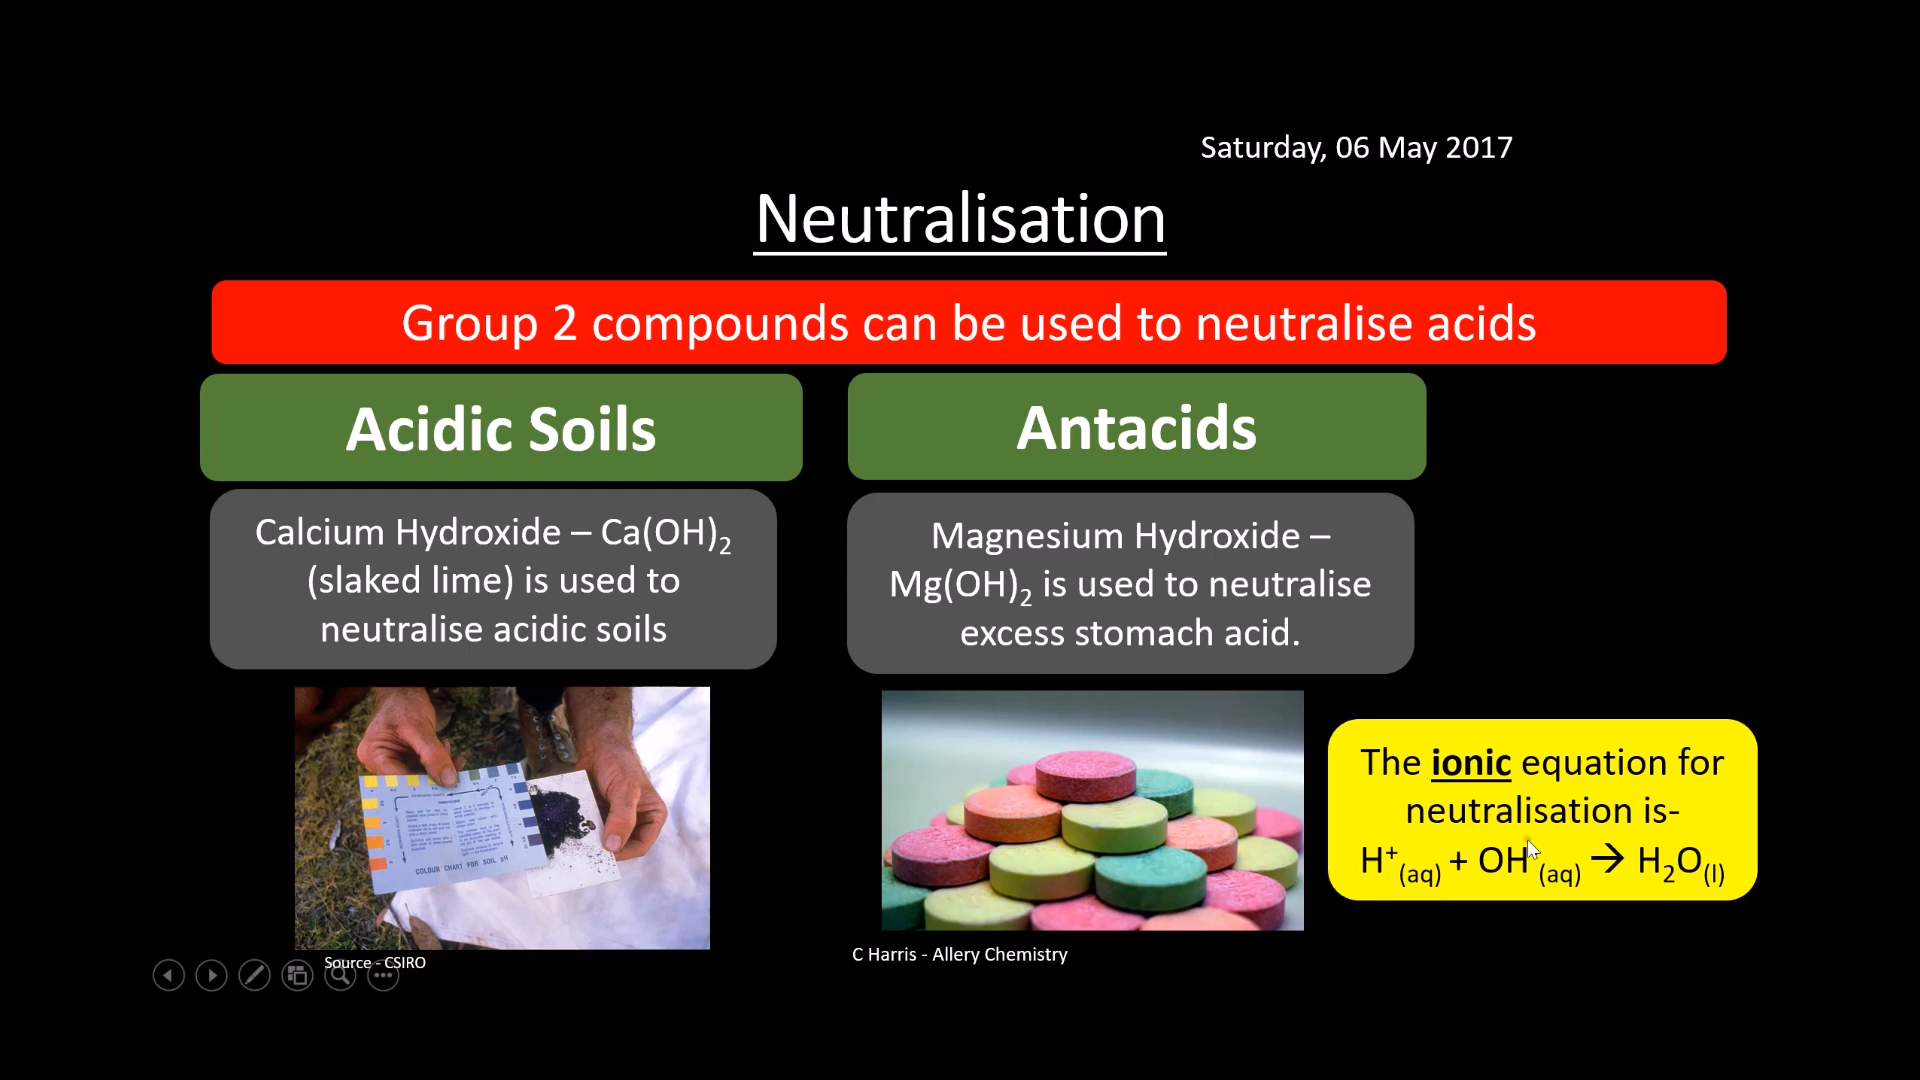 Saturday, 06 May 2017
Neutralisation
Group 2 compounds can be used to neutralise acids
Acidic Soils
Calcium Hydroxide – Ca(OH)₂
(slaked lime) is used to
neutralise acidic soils
Antacids
Magnesium Hydroxide –
Mg(OH)₂ is used to neutralise
excess stomach acid.
COLOUR CHART FOR SOIL pH
The ionic equation for
neutralisation is-
H⁺(aq) + OH (aq) → H₂O(l)
Source - CSIRO
C Harris - Allery Chemistry